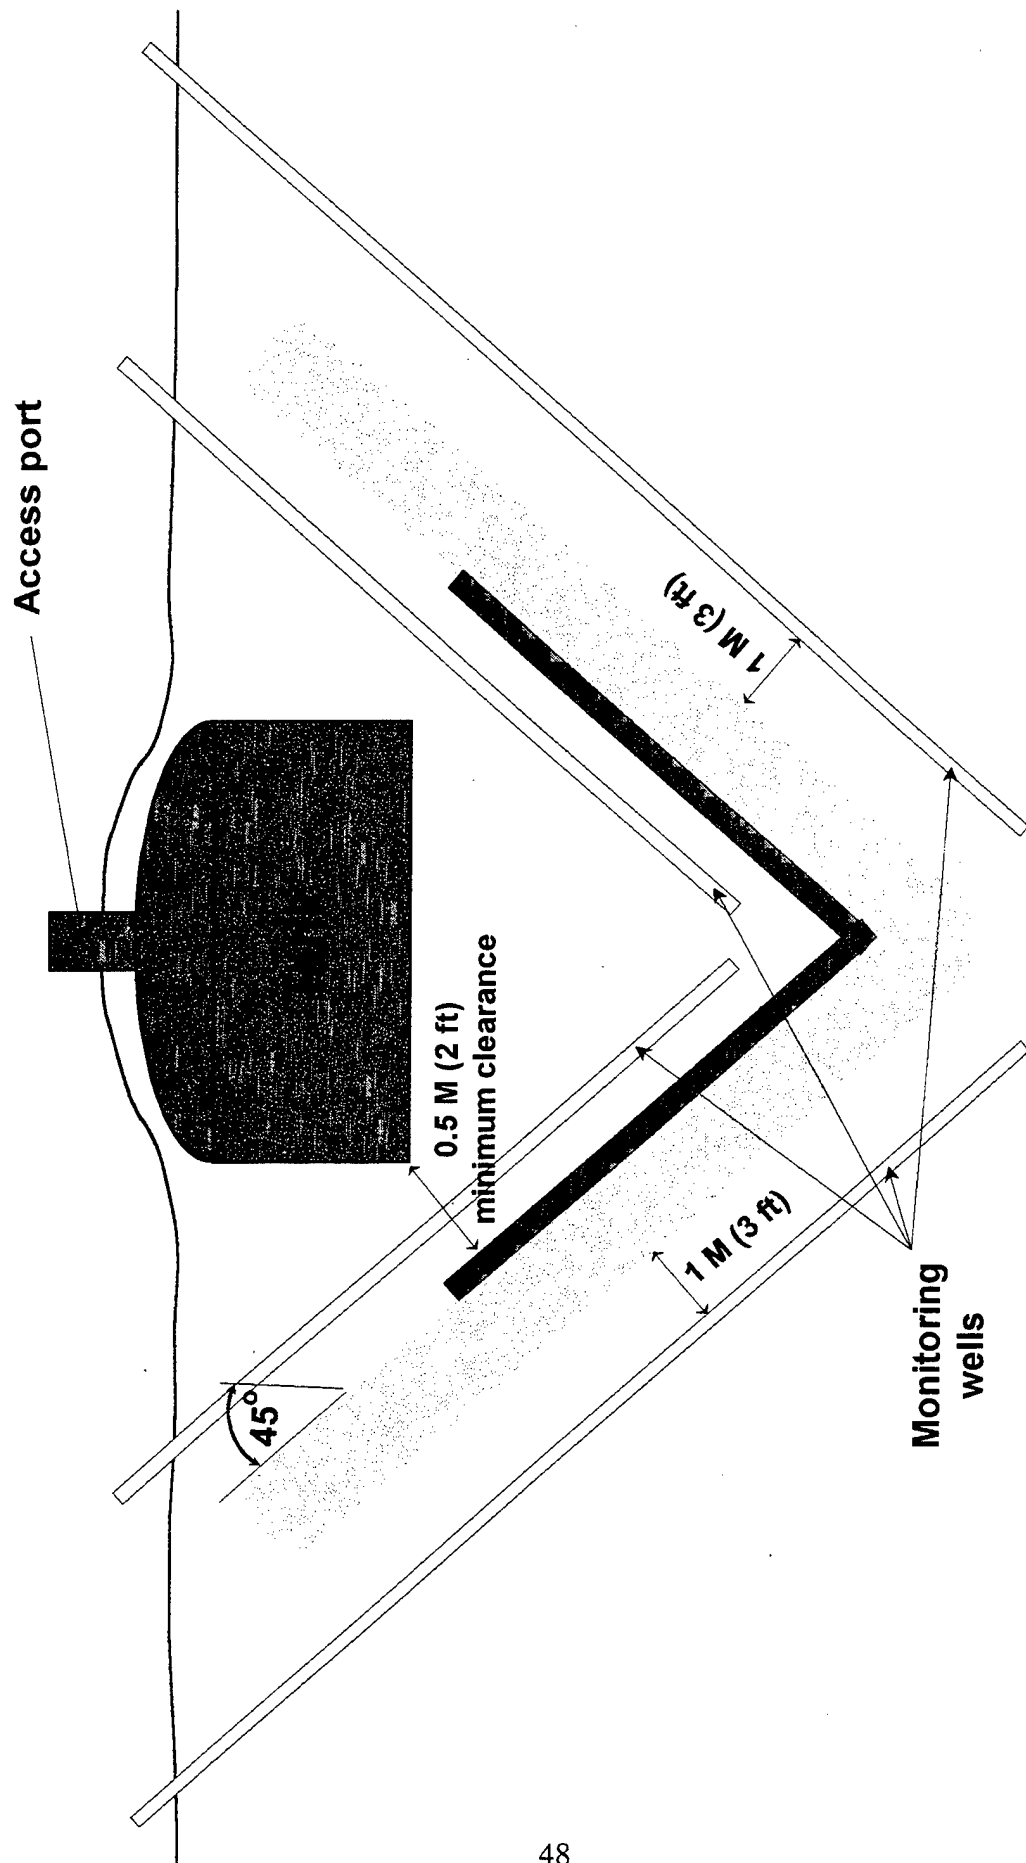 Access port
0.5 M (2 ft)
minimum clearance
45°
1 M (3 ft)
1 M (3 ft)
Monitoring
wells
48